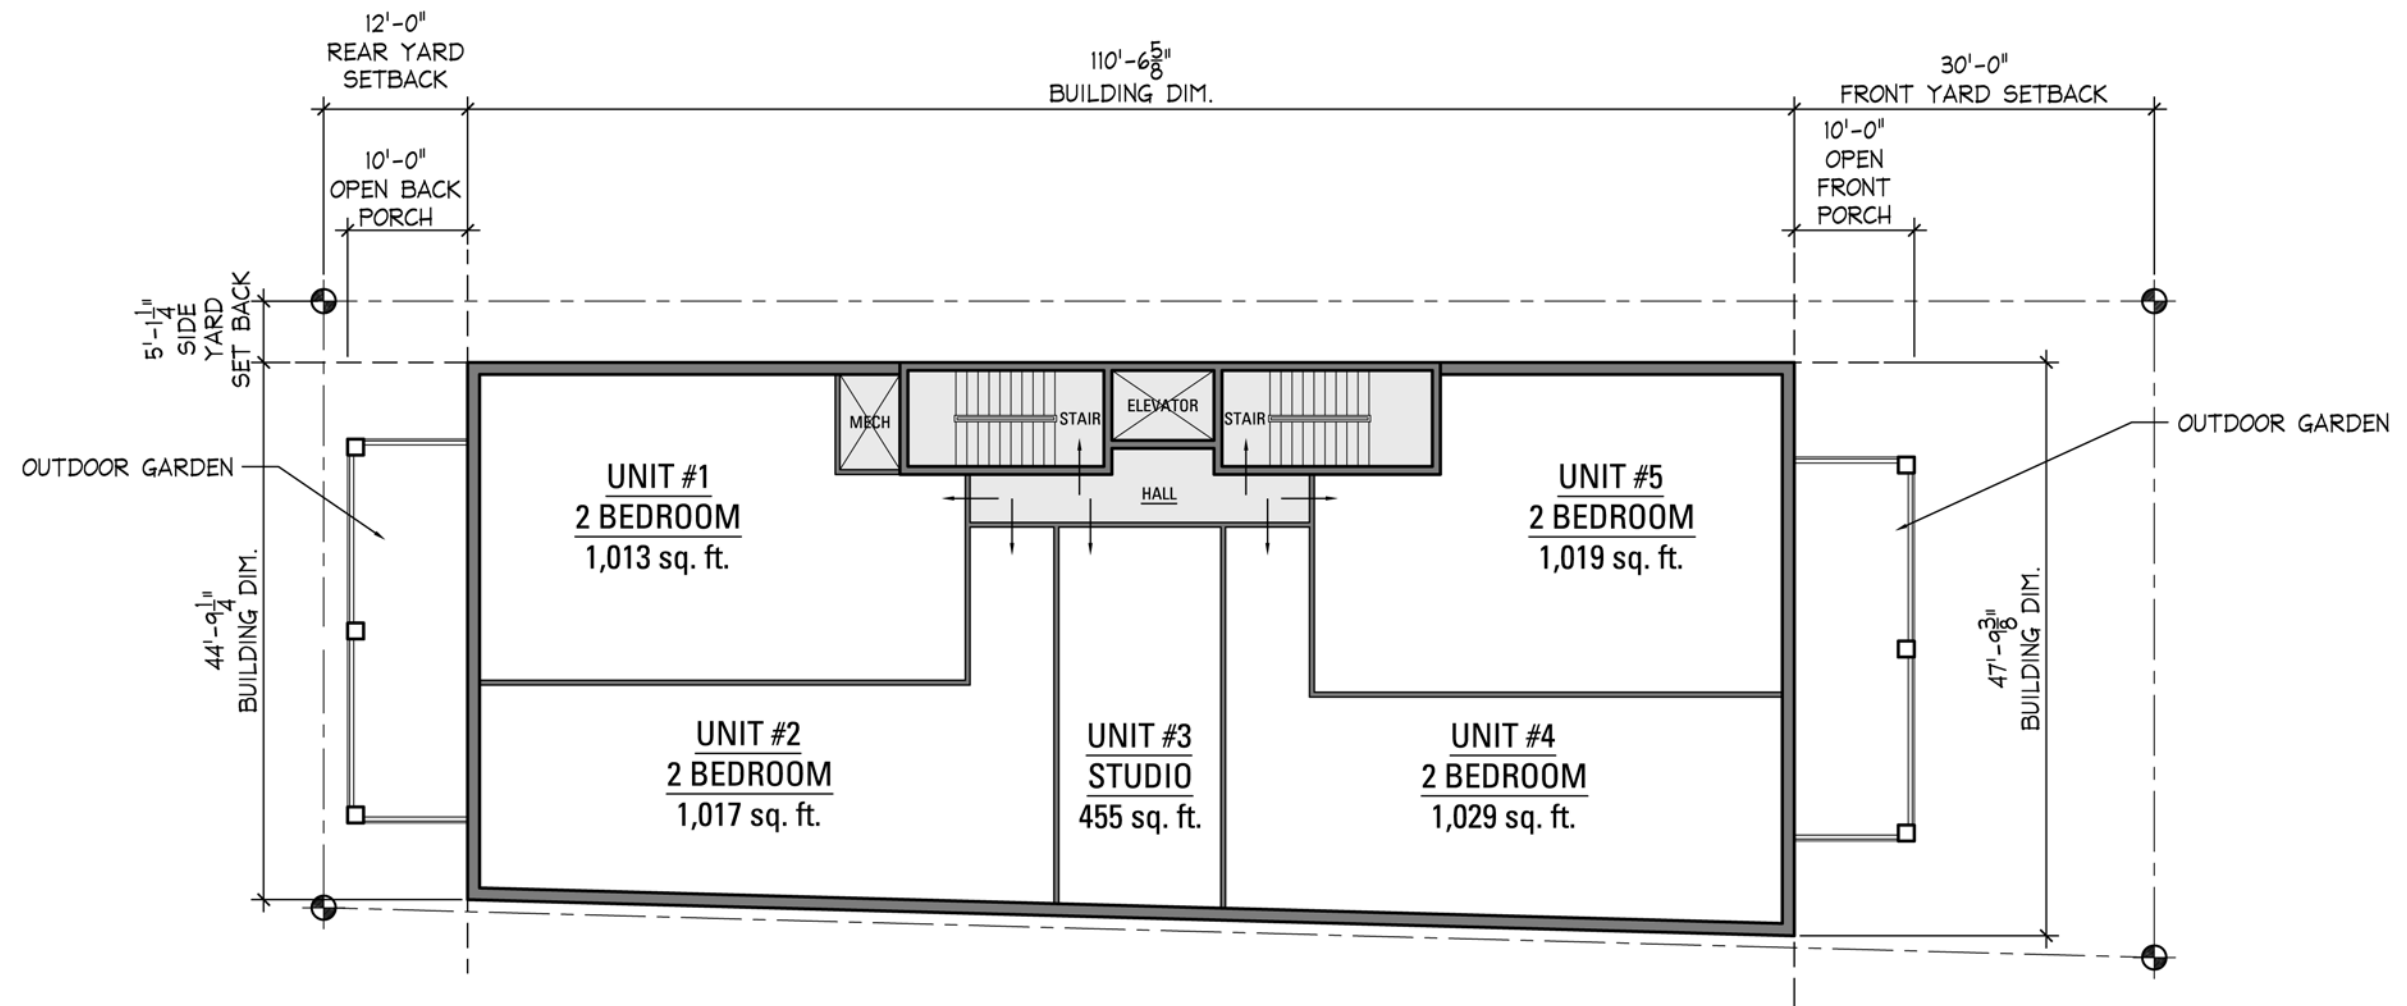 12'-0"
REAR YARD
SETBACK
110'-6 5/8"
BUILDING DIM.
30'-0"
FRONT YARD SETBACK
10'-0"
OPEN BACK
PORCH
10'-0"
OPEN
FRONT
PORCH
5'-1 1/4"
SIDE
YARD
SET BACK
OUTDOOR GARDEN
44'-9 1/4"
BUILDING DIM.
MECH
STAIR
ELEVATOR
STAIR
HALL
UNIT #1
2 BEDROOM
1,013 sq. ft.
UNIT #5
2 BEDROOM
1,019 sq. ft.
UNIT #2
2 BEDROOM
1,017 sq. ft.
UNIT #3
STUDIO
455 sq. ft.
UNIT #4
2 BEDROOM
1,029 sq. ft.
OUTDOOR GARDEN
47'-9 3/8"
BUILDING DIM.